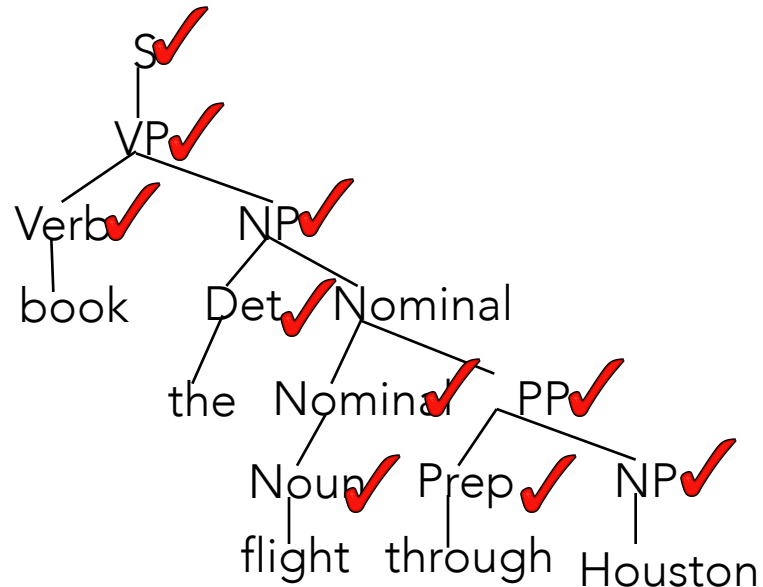 S
VP
Verb NP
book Det Nominal
the Nominal PP
Noun Prep NP
flight through Houston